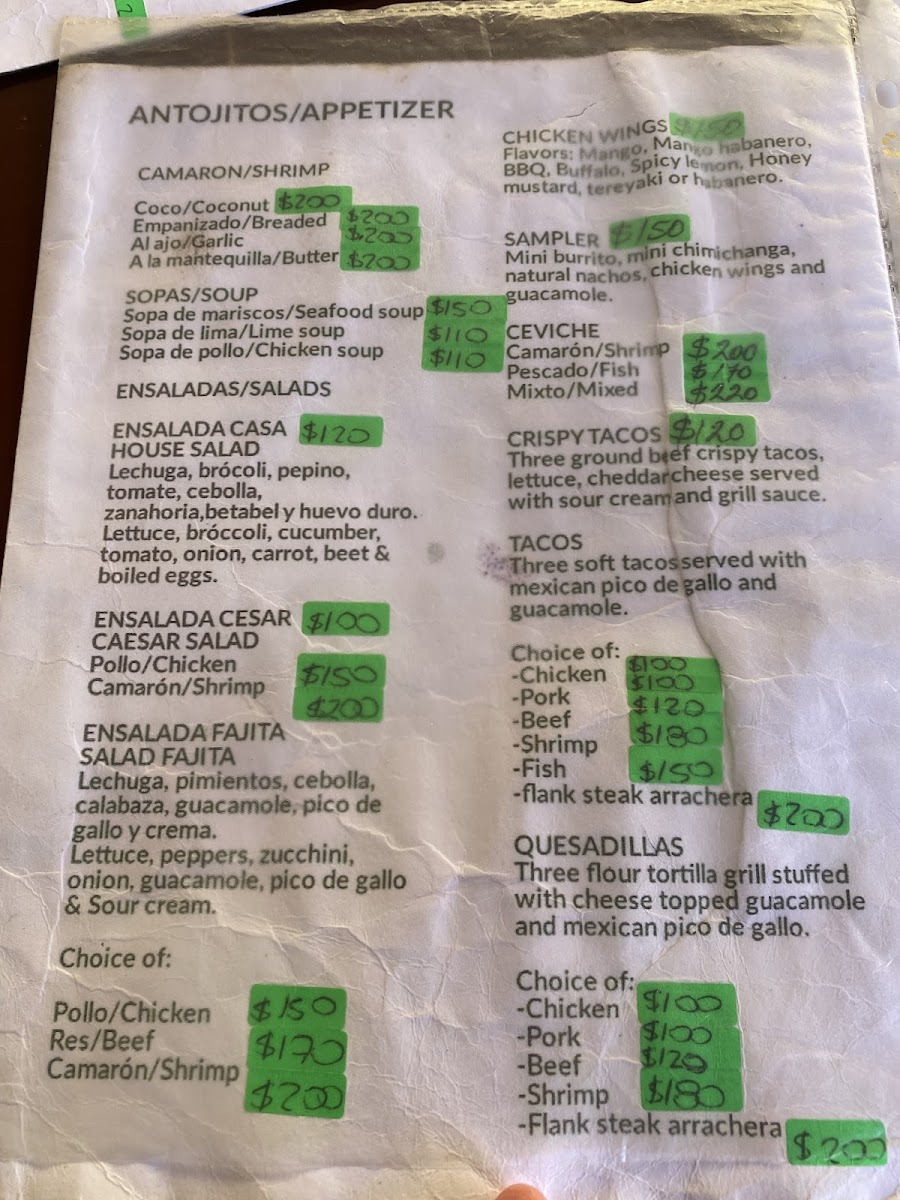 ANTOJITOS/APPETIZER
CAMARON/SHRIMP
Coco/Coconut $200
Empanizado/Breaded $200
Al ajo/Garlic $200
A la mantequilla/Butter $200
SOPAS/SOUP
Sopa de mariscos/Seafood soup $150
Sopa de lima/Lime soup $110
Sopa de pollo/Chicken soup $110
ENSALADAS/SALADS
ENSALADA CASA $120
HOUSE SALAD
Lechuga, brócoli, pepino,
tomate, cebolla,
zanahoria,betabel y huevo duro.
Lettuce, bróccoli, cucumber,
tomato, onion, carrot, beet &
boiled eggs.
ENSALADA CESAR $100
CAESAR SALAD
Pollo/Chicken $150
Camarón/Shrimp $200
ENSALADA FAJITA
SALAD FAJITA
Lechuga, pimientos, cebolla,
calabaza, guacamole, pico de
gallo y crema.
Lettuce, peppers, zucchini,
onion, guacamole, pico de gallo
& Sour cream.
Choice of:
Pollo/Chicken $150
Res/Beef $170
Camarón/Shrimp $200
CHICKEN WINGS $150
Flavors: Mango, Mango habanero,
BBQ, Buffalo, Spicy lemon, Honey
mustard, tereyaki or habanero.
SAMPLER $150
Mini burrito, mini chimichanga,
natural nachos, chicken wings and
guacamole.
CEVICHE
Camarón/Shrimp $200
Pescado/Fish $170
Mixto/Mixed $220
CRISPY TACOS $120
Three ground beef crispy tacos,
lettuce, cheddar cheese served
with sour cream and grill sauce.
TACOS
Three soft tacos served with
mexican pico de gallo and
guacamole.
Choice of:
-Chicken $100
-Pork $100
-Beef $120
-Shrimp $180
-Fish $150
-flank steak arrachera $200
QUESADILLAS
Three flour tortilla grill stuffed
with cheese topped guacamole
and mexican pico de gallo.
Choice of:
-Chicken $100
-Pork $100
-Beef $120
-Shrimp $180
-Flank steak arrachera $200